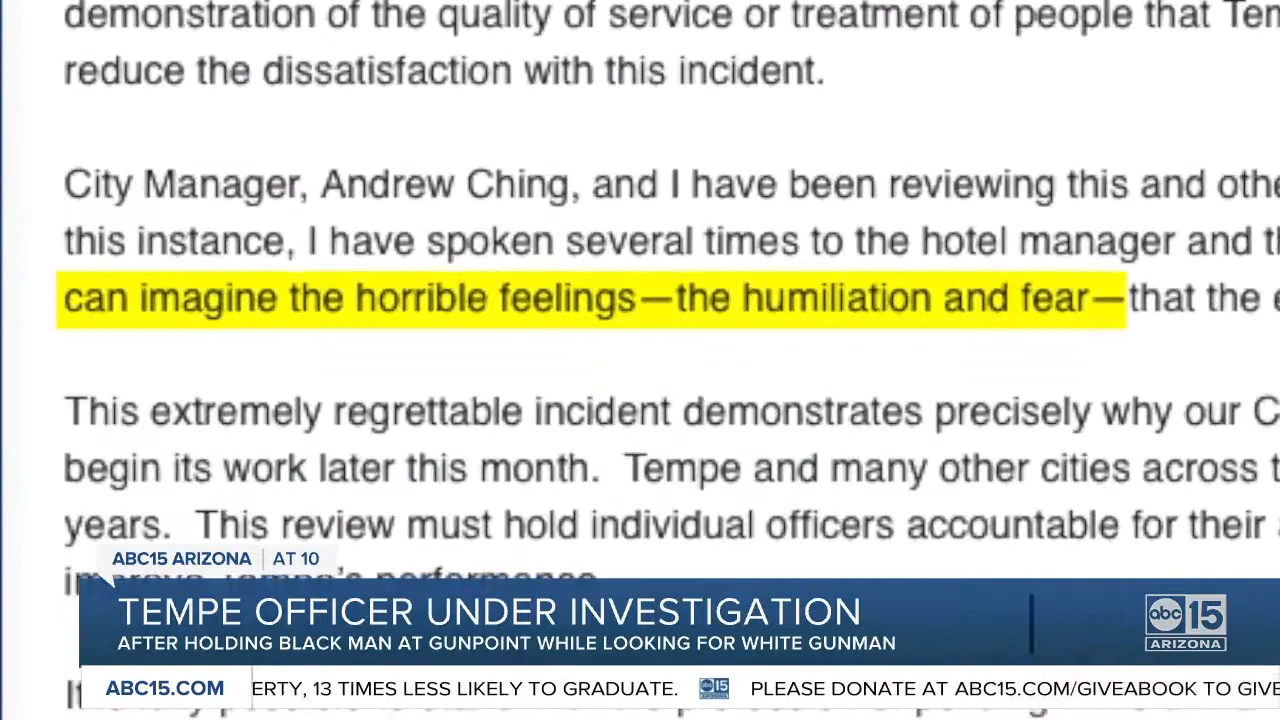 demonstration of the quality of service or treatment of people that
reduce the dissatisfaction with this incident.
City Manager, Andrew Ching, and I have been reviewing this and
this instance, I have spoken several times to the hotel manager and
can imagine the horrible feelings—the humiliation and fear—that the
This extremely regrettable incident demonstrates precisely why our
begin its work later this month. Tempe and many other cities across
years. This review must hold individual officers accountable for their
improve Tempe's performance.
ABC15 ARIZONA AT 10
TEMPE OFFICER UNDER INVESTIGATION
AFTER HOLDING BLACK MAN AT GUNPOINT WHILE LOOKING FOR WHITE GUNMAN
abc 15
ARIZONA
ABC15.COM ERTY, 13 TIMES LESS LIKELY TO GRADUATE. abc 15 PLEASE DONATE AT ABC15.COM/GIVEABOOK TO GIVE